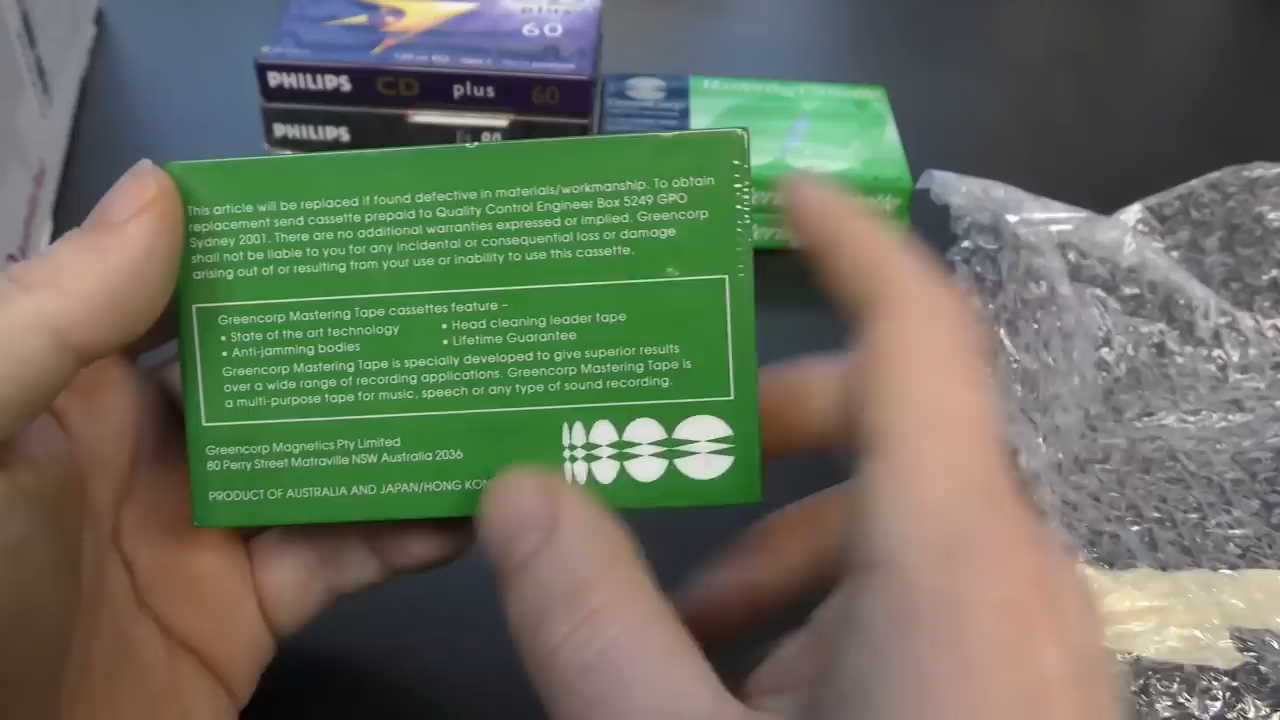 plus
60
PHILIPS CD plus 60
PHILIPS
This article will be replaced if found defective in materials/workmanship. To obtain
replacement send cassette prepaid to Quality Control Engineer Box 5249 GPO
Sydney 2001. There are no additional warranties expressed or implied. Greencorp
shall not be liable to you for any incidental or consequential loss or damage
arising out of or resulting from your use or inability to use this cassette.
Greencorp Mastering Tape cassettes feature –
• State of the art technology
• Anti-jamming bodies
• Head cleaning leader tape
• Lifetime Guarantee
Greencorp Mastering Tape is specially developed to give superior results
over a wide range of recording applications. Greencorp Mastering Tape is
a multi-purpose tape for music, speech or any type of sound recording.
Greencorp Magnetics Pty Limited
80 Perry Street Matraville NSW Australia 2036
PRODUCT OF AUSTRALIA AND JAPAN/HONG